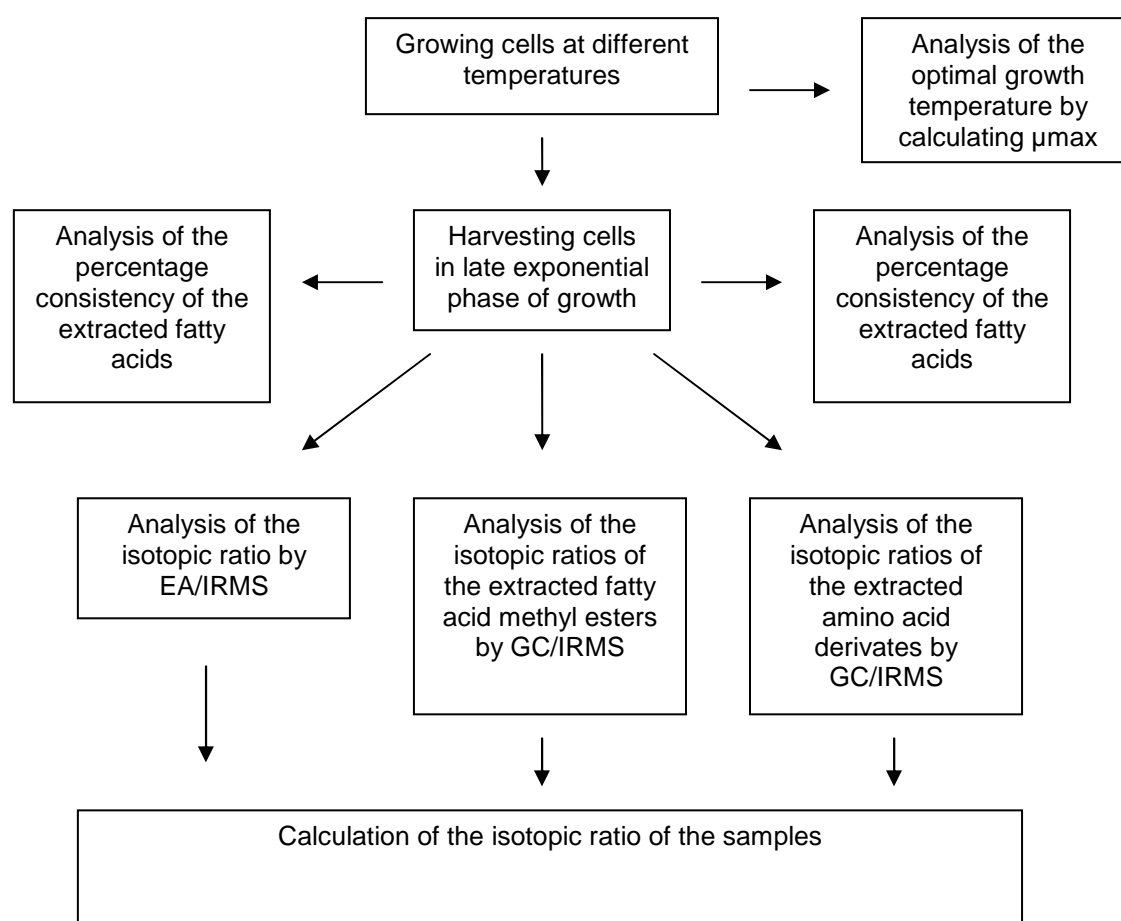 Growing cells at different
temperatures
Analysis of the
optimal growth
temperature by
calculating µmax
Analysis of the
percentage
consistency of the
extracted fatty
acids
Harvesting cells
in late exponential
phase of growth
Analysis of the
percentage
consistency of the
extracted fatty
acids
Analysis of the
isotopic ratio by
EA/IRMS
Analysis of the
isotopic ratios of
the extracted fatty
acid methyl esters
by GC/IRMS
Analysis of the
isotopic ratios of
the extracted
amino acid
derivates by
GC/IRMS
Calculation of the isotopic ratio of the samples